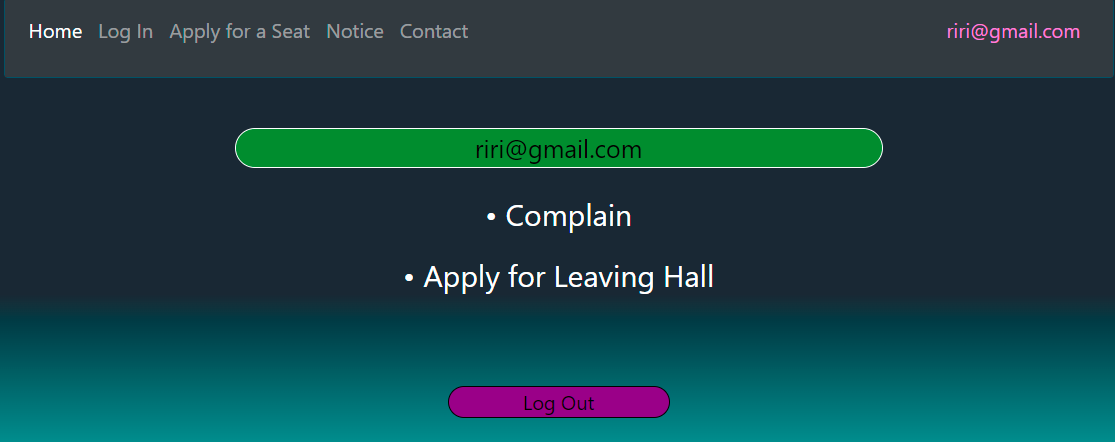 Home Log In Apply for a Seat Notice Contact riri@gmail.com
riri@gmail.com
• Complain
• Apply for Leaving Hall
Log Out